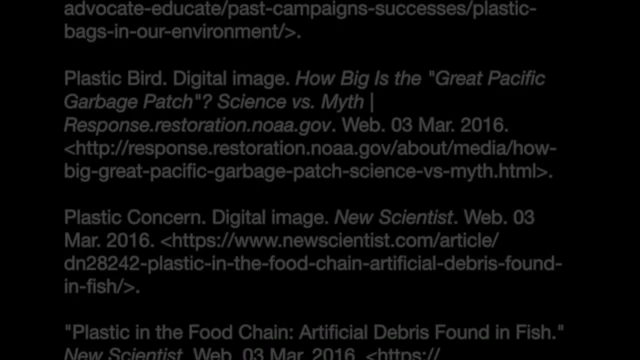 advocate-educate/past-campaigns-successes/plastic-
bags-in-our-environment/>.
Plastic Bird. Digital image. How Big Is the "Great Pacific
Garbage Patch"? Science vs. Myth |
Response.restoration.noaa.gov. Web. 03 Mar. 2016.
<http://response.restoration.noaa.gov/about/media/how-
big-great-pacific-garbage-patch-science-vs-myth.html>.
Plastic Concern. Digital image. New Scientist. Web. 03
Mar. 2016. <https://www.newscientist.com/article/
dn28242-plastic-in-the-food-chain-artificial-debris-found-
in-fish/>.
"Plastic in the Food Chain: Artificial Debris Found in Fish."
New Scientist. Web. 03 Mar. 2016. <https://